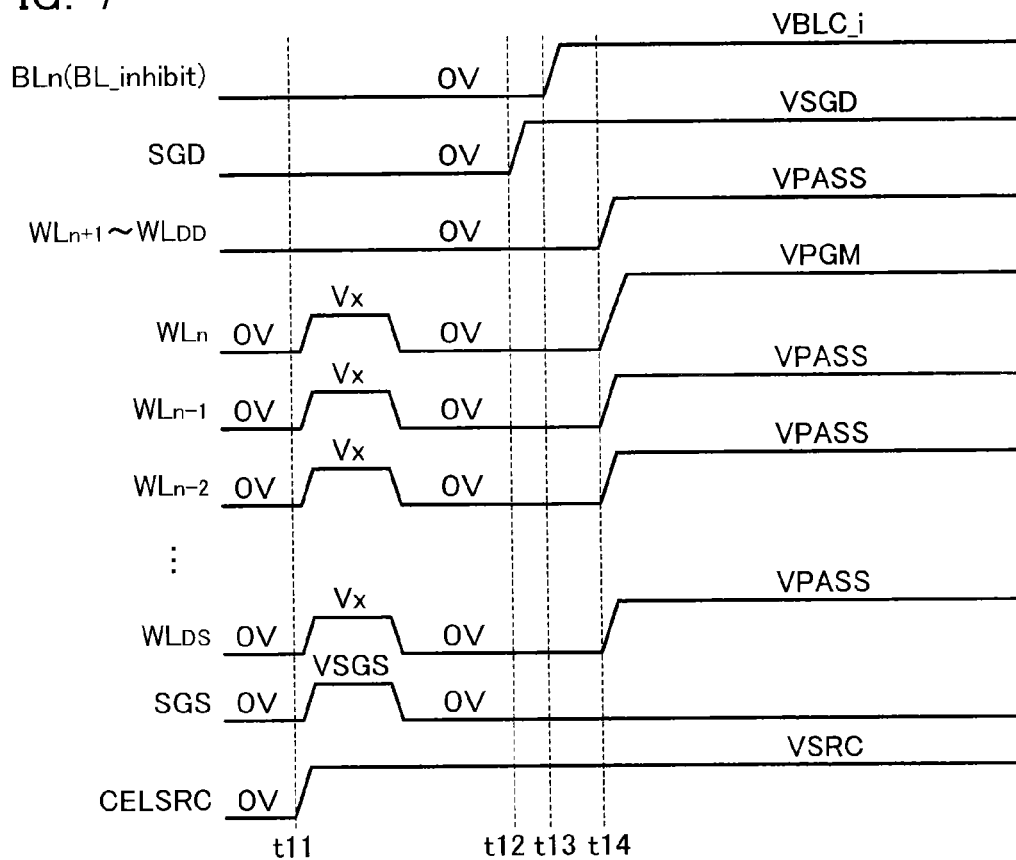 IG. 7
VBLC_i
BLn(BL_inhibit) 0V
VSGD
SGD 0V
VPASS
WLn+1~WLDD 0V
VPGM
Vx
WLn 0V 0V
VPASS
Vx
WLn-1 0V 0V
VPASS
Vx
WLn-2 0V 0V
⋮
VPASS
Vx
WLDS 0V 0V
VSGS
SGS 0V 0V
VSRC
CELSRC 0V
t11 t12 t13 t14